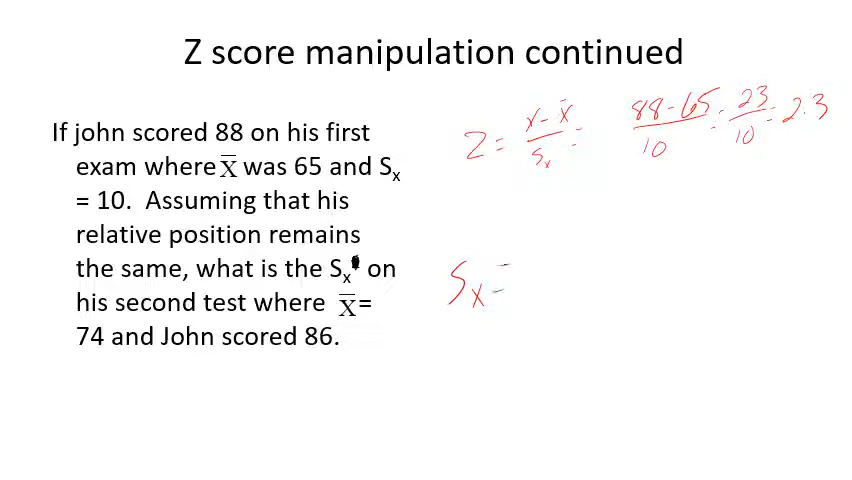 Z score manipulation continued
If john scored 88 on his first
exam where X̅ was 65 and Sx
= 10. Assuming that his
relative position remains
the same, what is the Sx on
his second test where X̅ =
74 and John scored 86.
Z = (x - x̅)/Sx = (88 - 65)/10 = 23/10 = 2.3
Sx =